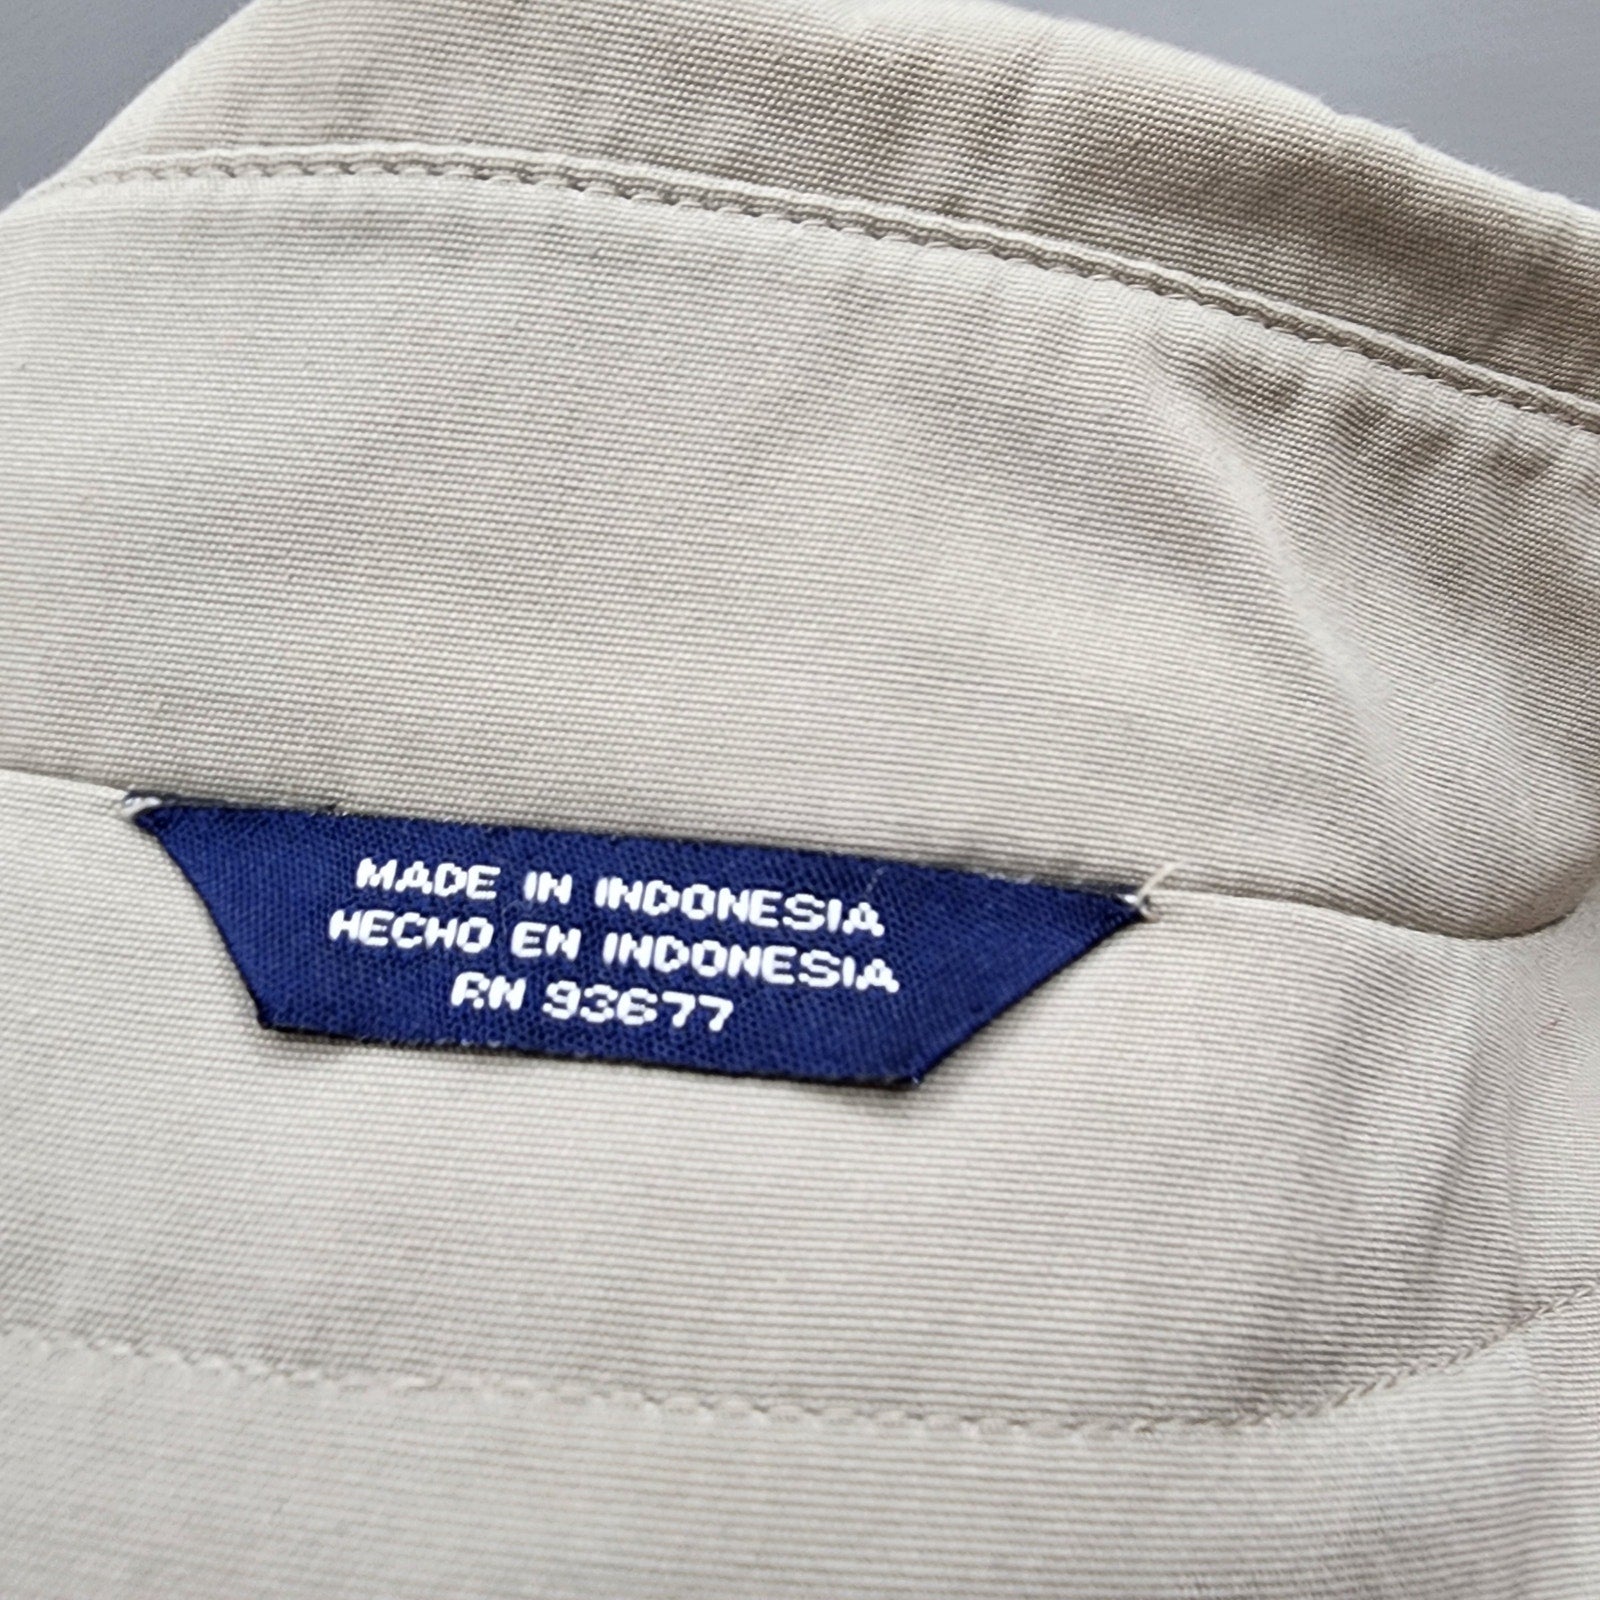 MADE IN INDONESIA
HECHO EN INDONESIA
RN 93677